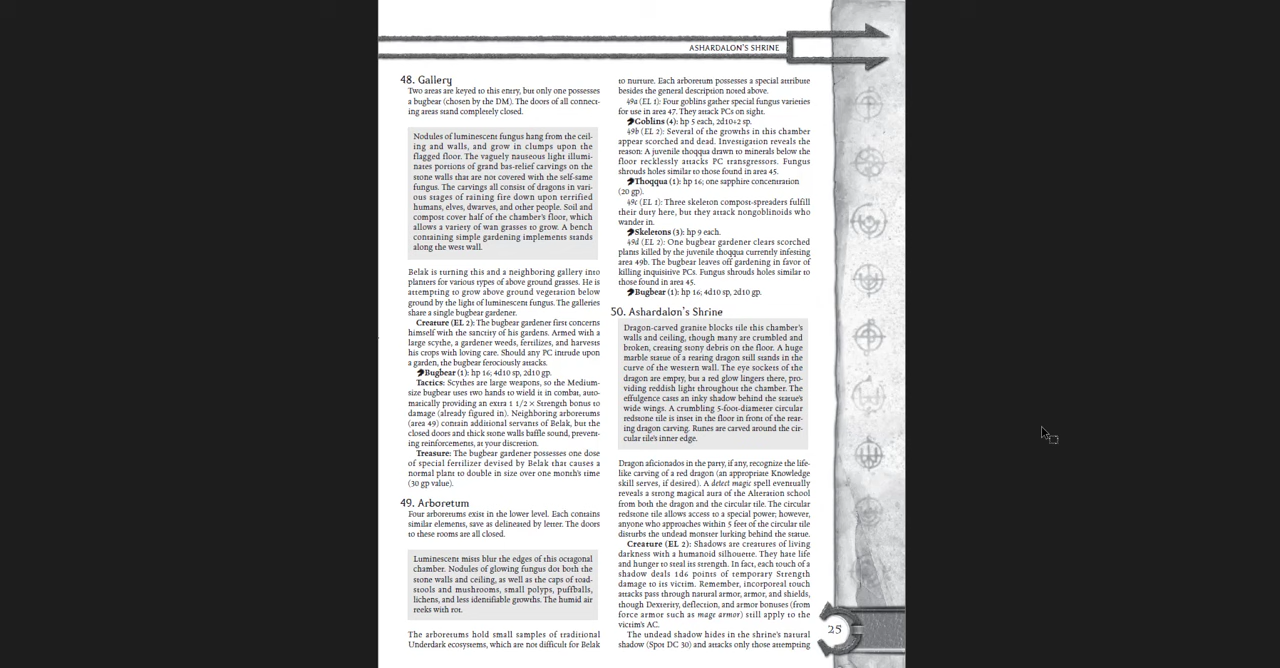 ASHARDALON'S SHRINE
48. Gallery
Two areas are keyed to this entry, but only one possesses
a bugbear (chosen by the DM). The doors of all connect-
ing areas stand completely closed.
Nodules of luminescent fungus hang from the ceil-
ing and walls, and grow in clumps upon the
flagged floor. The vaguely nauseous light illumi-
nates portions of grand bas-relief carvings on the
stone walls that are not covered with the self-same
fungus. The carvings all consist of dragons in vari-
ous stages of raining fire down upon terrified
humans, elves, dwarves, and other people. Soil and
compost cover half of the chamber's floor, which
allows a variety of wan grasses to grow. A bench
containing simple gardening implements stands
along the west wall.
Belak is turning this and a neighboring gallery into
planters for various types of above ground grasses. He is
attempting to grow above ground vegetation below
ground by the light of luminescent fungus. The galleries
share a single bugbear gardener.
Creature (EL 2): The bugbear gardener first concerns
himself with the sanctity of his gardens. Armed with a
large scythe, a gardener weeds, fertilizes, and harvests
his crops with loving care. Should any PC intrude upon
a garden, the bugbear ferociously attacks.
Bugbear (1): hp 16; 4d10 sp, 2d10 gp.
Tactics: Scythes are large weapons, so the Medium-
size bugbear uses two hands to wield it in combat, auto-
matically providing an extra 1 1/2 × Strength bonus to
damage (already figured in). Neighboring arboretums
(area 49) contain additional servants of Belak, but the
closed doors and thick stone walls baffle sound, prevent-
ing reinforcements, at your discretion.
Treasure: The bugbear gardener possesses one dose
of special fertilizer devised by Belak that causes a
normal plant to double in size over one month's time
(30 gp value).
49. Arboretum
Four arboretums exist in the lower level. Each contains
similar elements, save as delineated by letter. The doors
to these rooms are all closed.
Luminescent mists blur the edges of this octagonal
chamber. Nodules of glowing fungus dot both the
stone walls and ceiling, as well as the caps of toad-
stools and mushrooms, small polyps, puffballs,
lichens, and less identifiable growths. The humid air
reeks with rot.
The arboretums hold small samples of traditional
Underdark ecosystems, which are not difficult for Belak
to nurture. Each arboretum possesses a special attribute
besides the general description noted above.
49a (EL 1): Four goblins gather special fungus varieties
for use in area 47. They attack PCs on sight.
Goblins (4): hp 5 each, 2d10+2 sp.
49b (EL 2): Several of the growths in this chamber
appear scorched and dead. Investigation reveals the
reason: A juvenile thoqqua drawn to minerals below the
floor recklessly attacks PC transgressors. Fungus
shrouds holes similar to those found in area 45.
Thoqqua (1): hp 16; one sapphire concentration
(20 gp).
49c (EL 1): Three skeleton compost-spreaders fulfill
their duty here, but they attack nongoblinoids who
wander in.
Skeletons (3): hp 9 each.
49d (EL 2): One bugbear gardener clears scorched
plants killed by the juvenile thoqqua currently infesting
area 49b. The bugbear leaves off gardening in favor of
killing inquisitive PCs. Fungus shrouds holes similar to
those found in area 45.
Bugbear (1): hp 16; 4d10 sp, 2d10 gp.
50. Ashardalon's Shrine
Dragon-carved granite blocks tile this chamber's
walls and ceiling, though many are crumbled and
broken, creating stony debris on the floor. A huge
marble statue of a rearing dragon still stands in the
curve of the western wall. The eye sockets of the
dragon are empty, but a red glow lingers there, pro-
viding reddish light throughout the chamber. The
effulgence casts an inky shadow behind the statue's
wide wings. A crumbling 5-foot-diameter circular
redstone tile is inset in the floor in front of the rear-
ing dragon carving. Runes are carved around the cir-
cular tile's inner edge.
Dragon aficionados in the party, if any, recognize the life-
like carving of a red dragon (an appropriate Knowledge
skill serves, if desired). A detect magic spell eventually
reveals a strong magical aura of the Alteration school
from both the dragon and the circular tile. The circular
redstone tile allows access to a special power; however,
anyone who approaches within 5 feet of the circular tile
disturbs the undead monster lurking behind the statue.
Creature (EL 2): Shadows are creatures of living
darkness with a humanoid silhouette. They hate life
and hunger to steal its strength. In fact, each touch of a
shadow deals 1d6 points of temporary Strength
damage to its victim. Remember, incorporeal touch
attacks pass through natural armor, armor, and shields,
though Dexterity, deflection, and armor bonuses (from
force armor such as mage armor) still apply to the
victim's AC.
The undead shadow hides in the shrine's natural
shadow (Spot DC 30) and attacks only those attempting
25